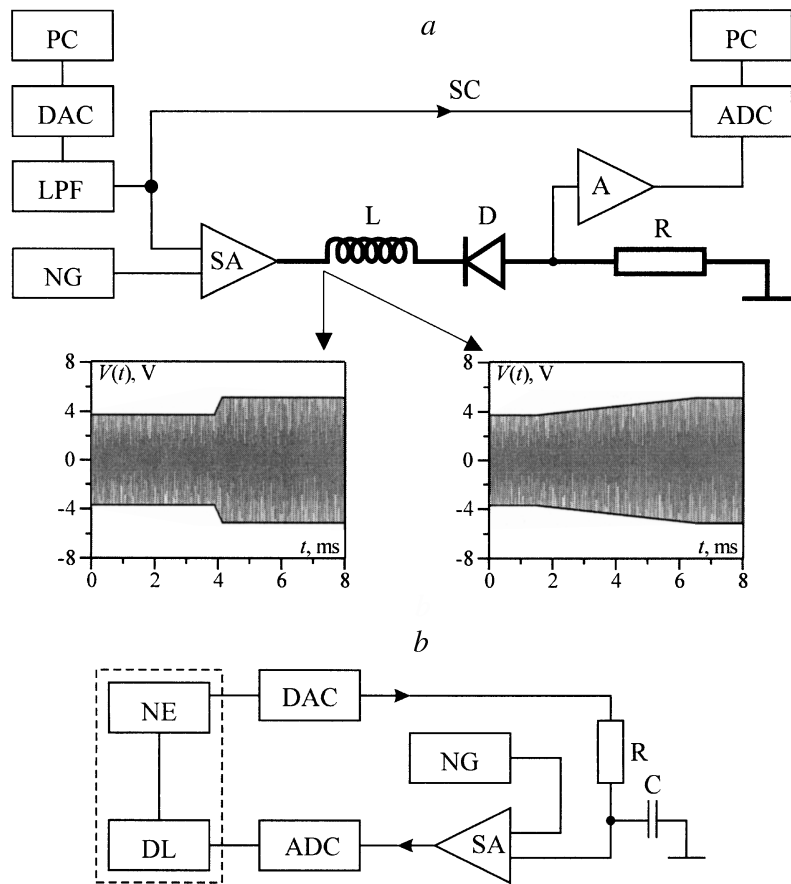 a
PC
PC
SC
DAC
ADC
LPF
A
L
D
R
SA
NG
8
V(t), V
4
0
-4
t, ms
-8
0 2 4 6 8
8
V(t), V
4
0
-4
t, ms
-8
0 2 4 6 8
b
DAC
NE
NG
R
C
SA
DL
ADC